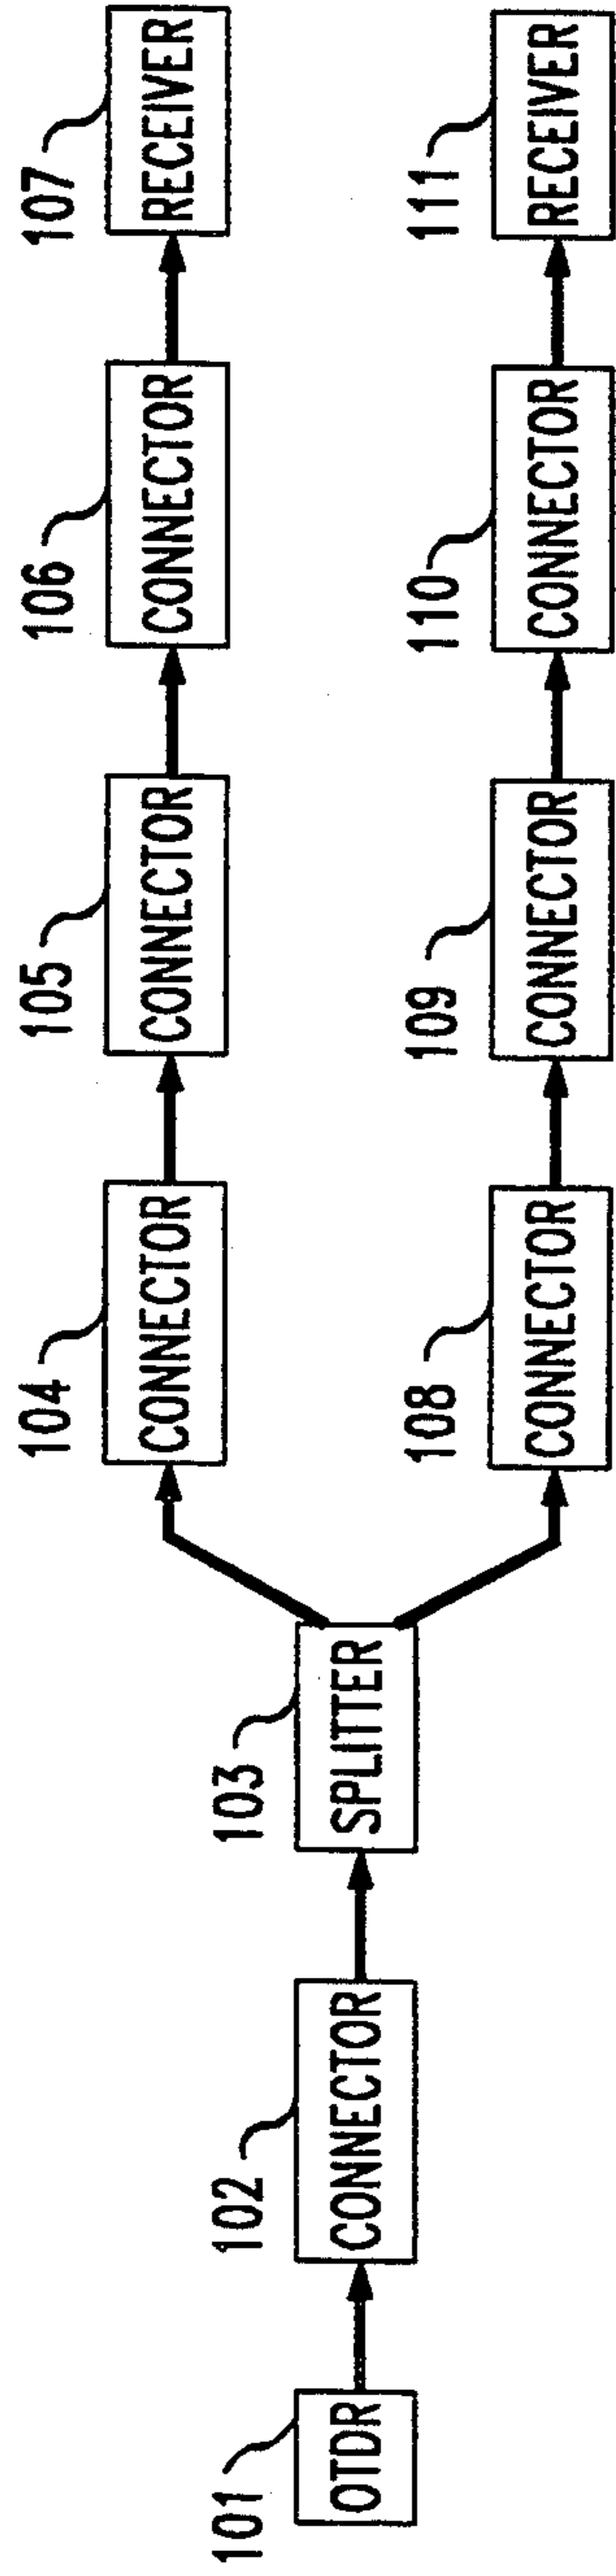 101
OTDR
102
CONNECTOR
103
SPLITTER
104
CONNECTOR
105
CONNECTOR
106
CONNECTOR
107
RECEIVER
108
CONNECTOR
109
CONNECTOR
110
CONNECTOR
111
RECEIVER